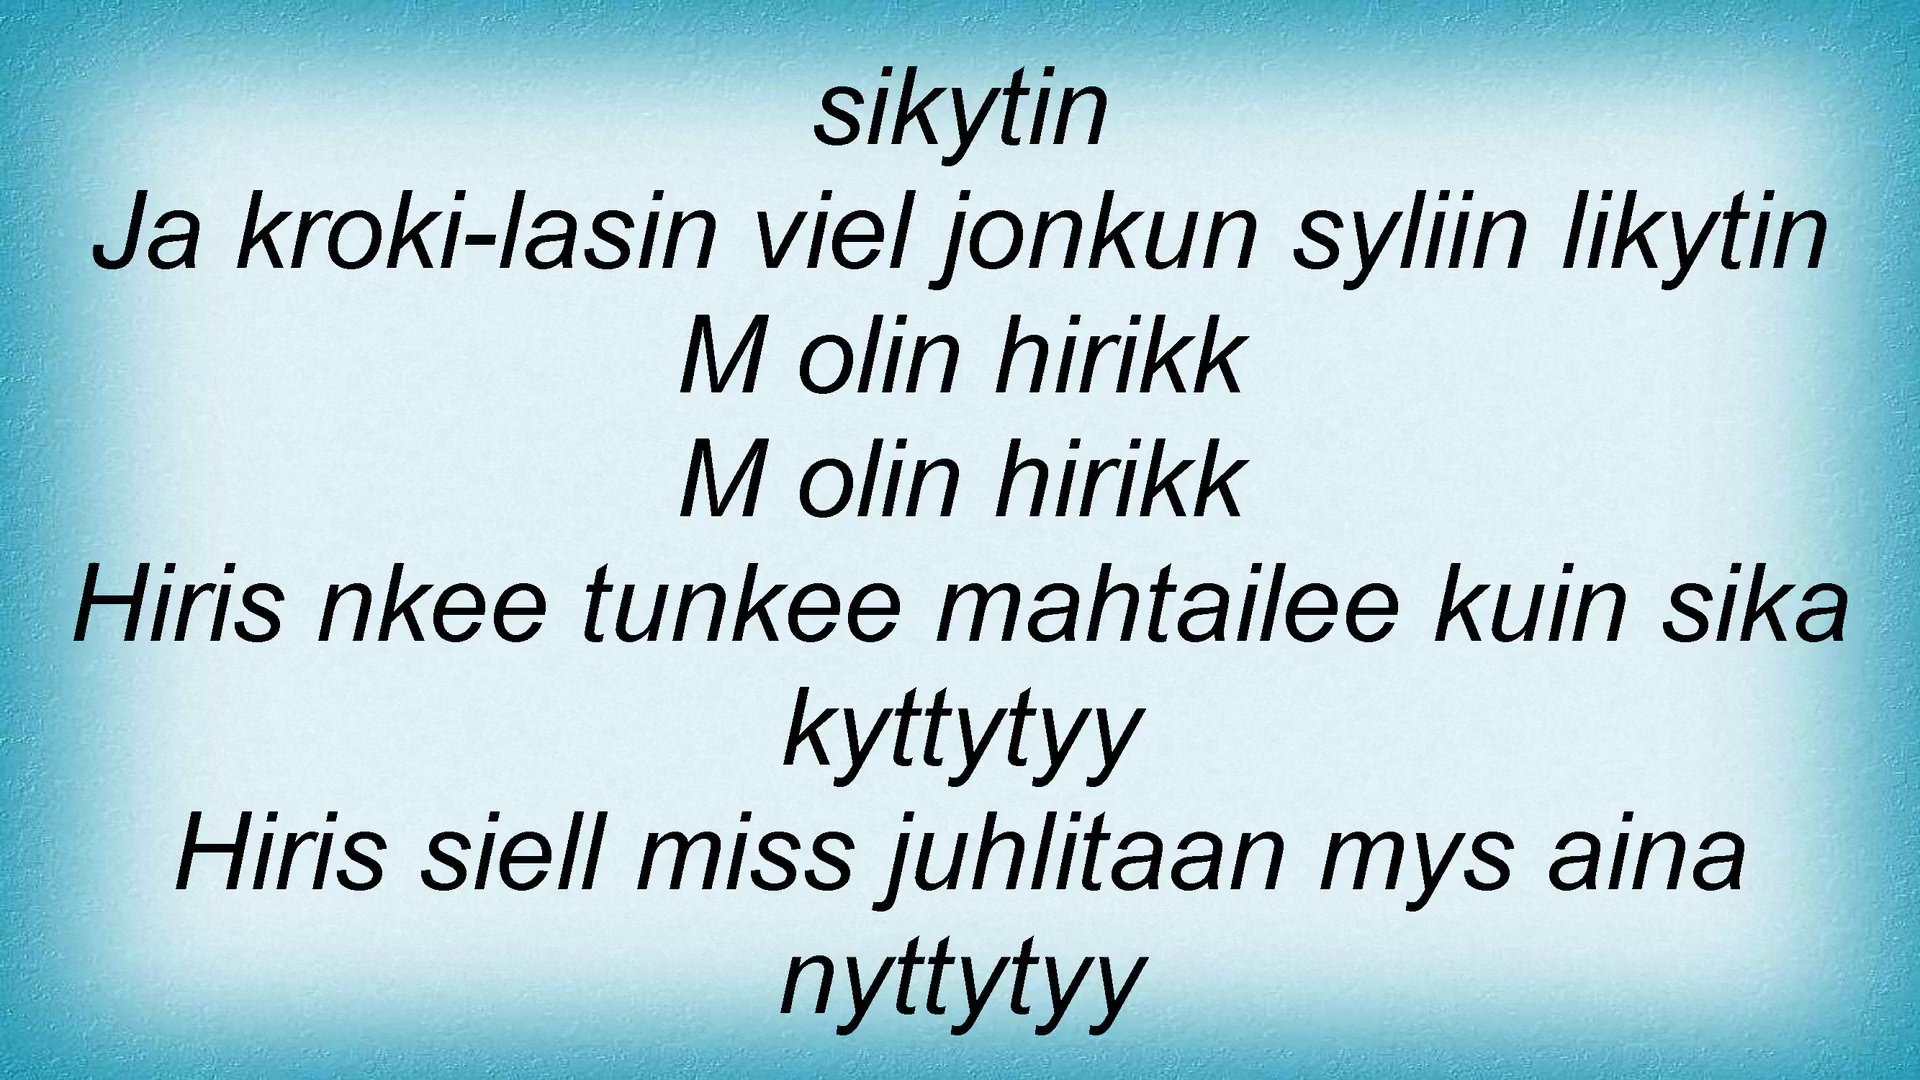 sikytin
Ja kroki-lasin viel jonkun syliin likytin
M olin hirikk
M olin hirikk
Hiris nkee tunkee mahtailee kuin sika
kyttytyy
Hiris siell miss juhlitaan mys aina
nyttytyy